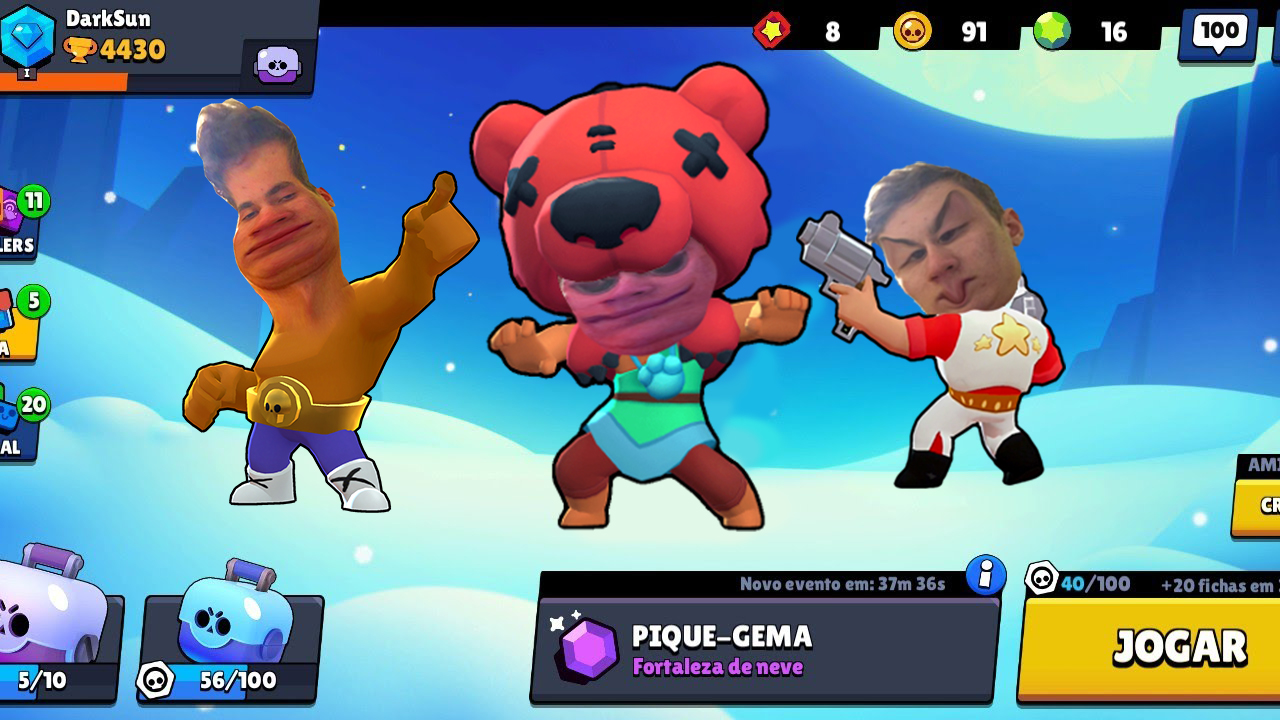 DarkSun
4430
I
8
91
16
100
11
LERS
5
A
20
AL
AMI
CR
5/10
56/100
Novo evento em: 37m 36s
i
PIQUE-GEMA
Fortaleza de neve
40/100
+20 fichas em
JOGAR